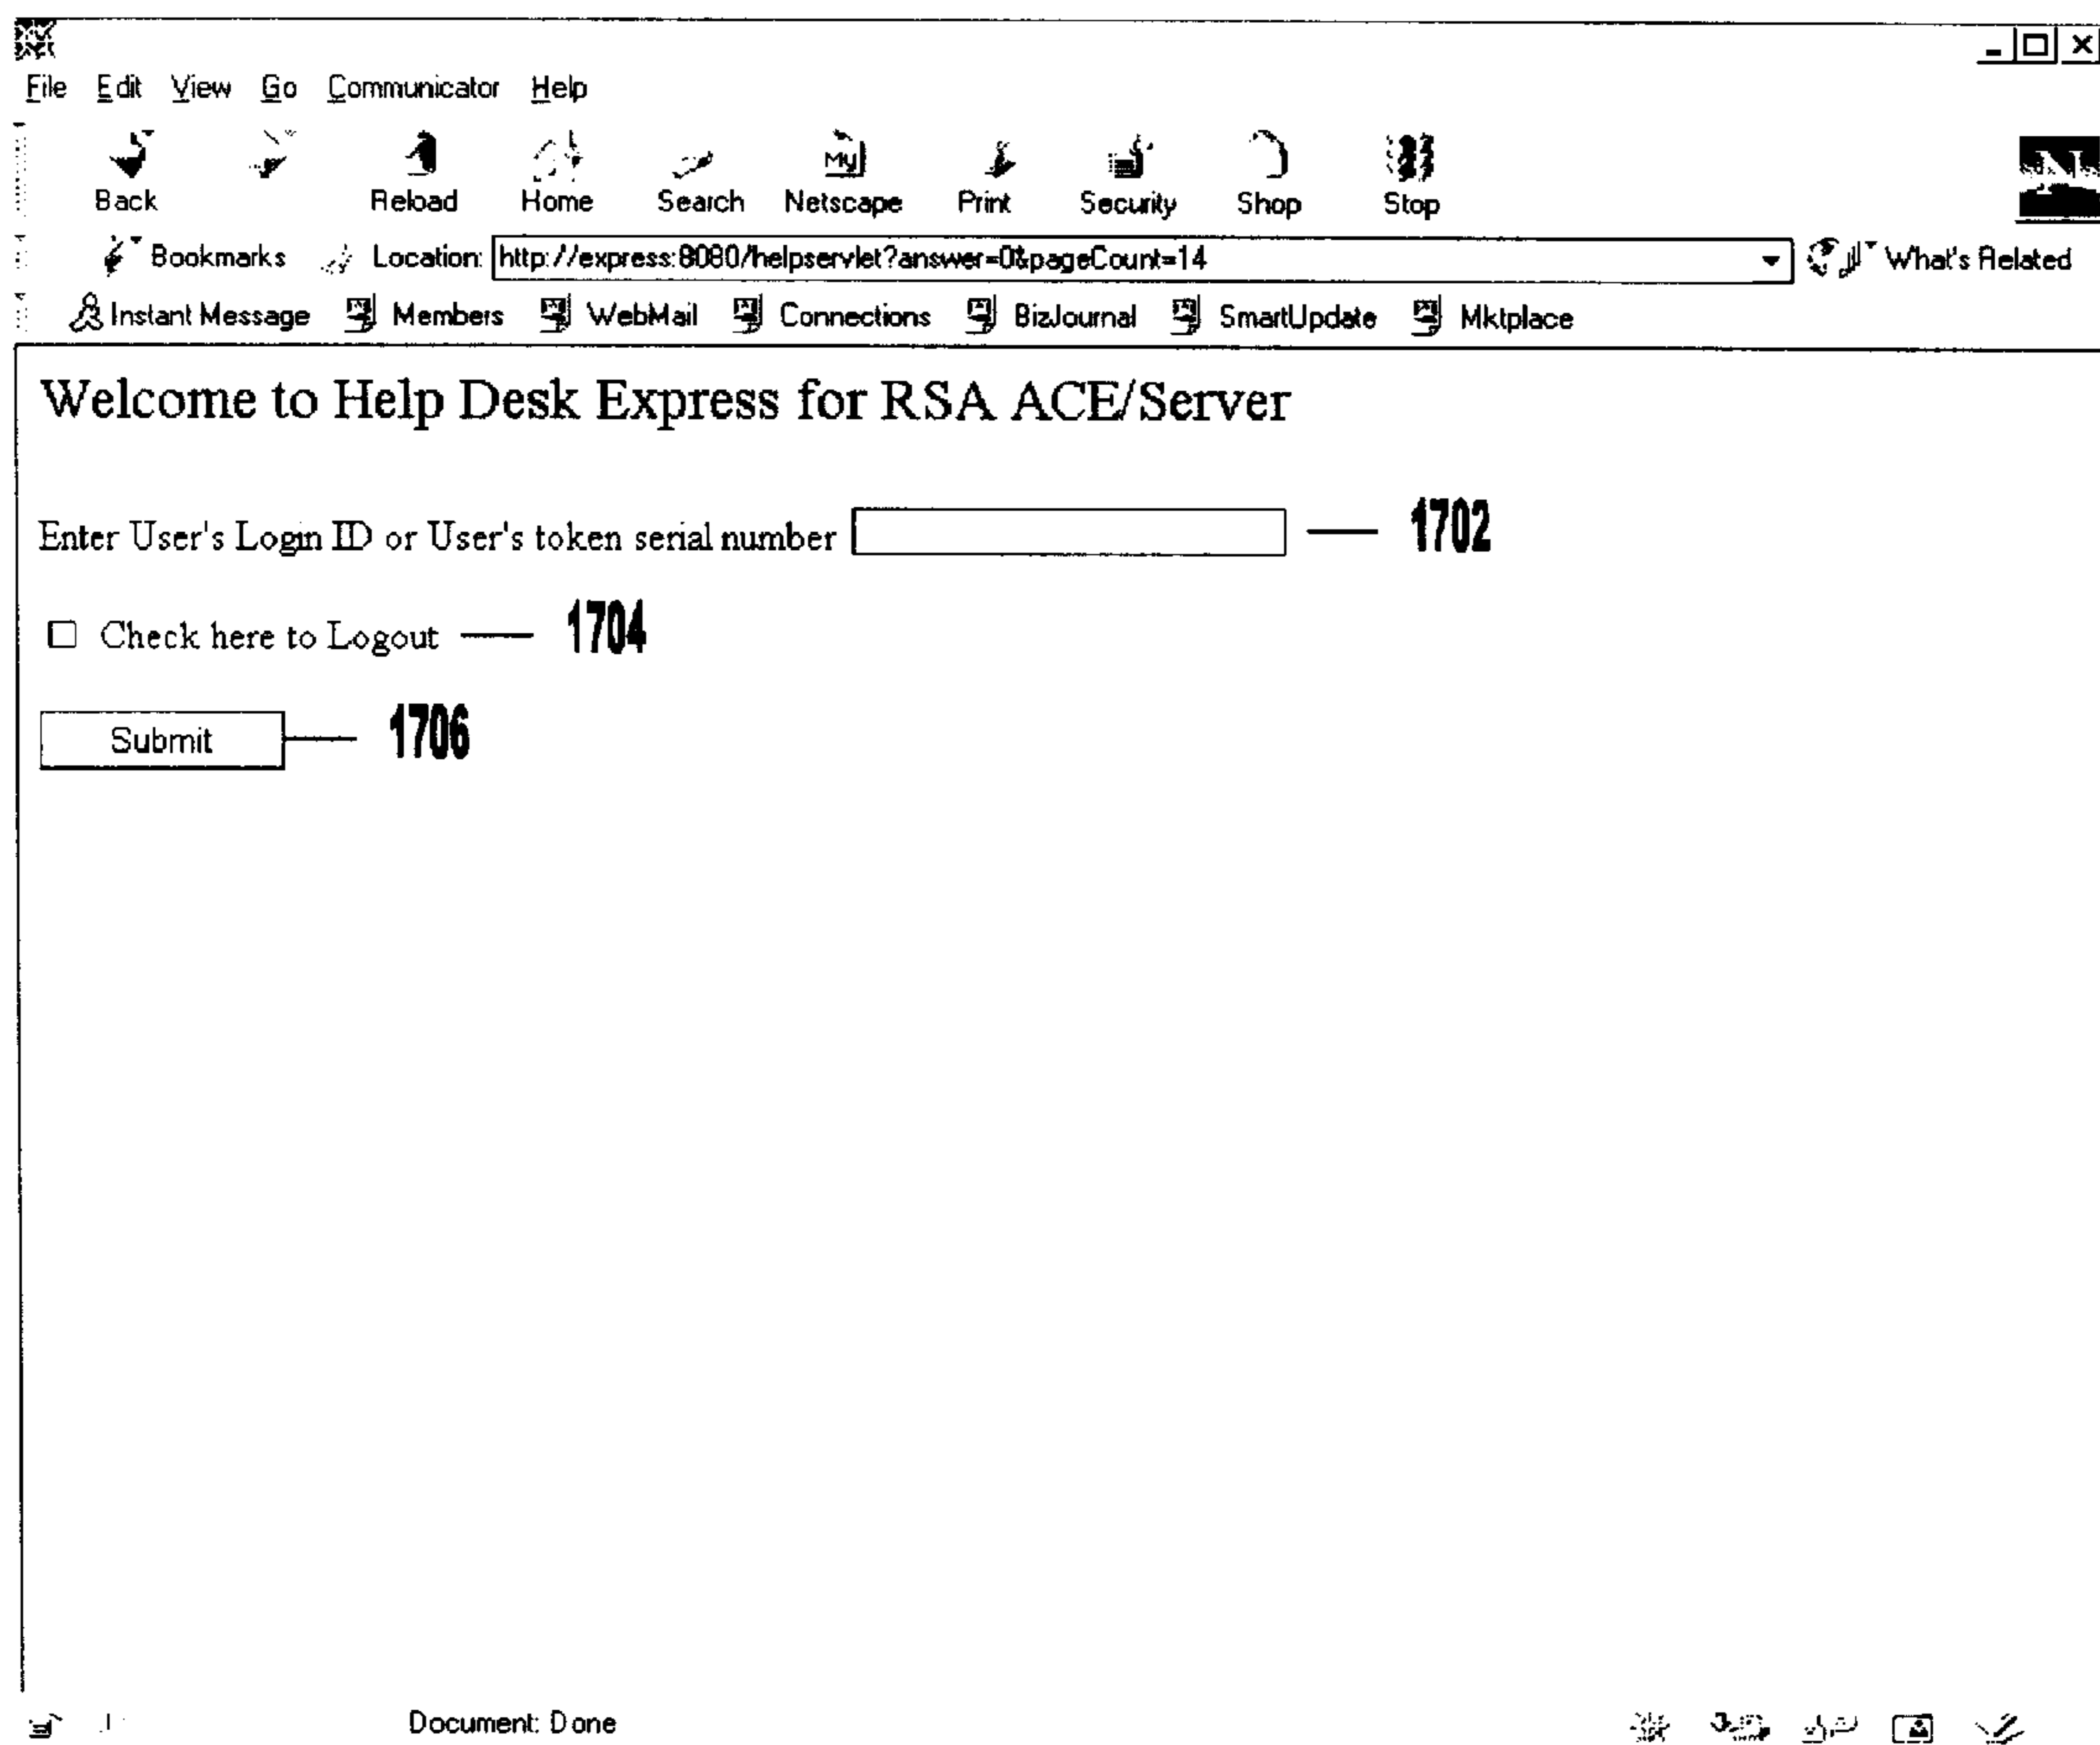 File Edit View Go Communicator Help
Back Reload Home Search My Netscape Print Security Shop Stop N
Bookmarks Location: http://express:8080/helpservlet?answer=0&pageCount=14 What's Related
Instant Message Members WebMail Connections BizJournal SmartUpdate Mktplace
Welcome to Help Desk Express for RSA ACE/Server
Enter User's Login ID or User's token serial number 1702
Check here to Logout 1704
Submit 1706
Document: Done